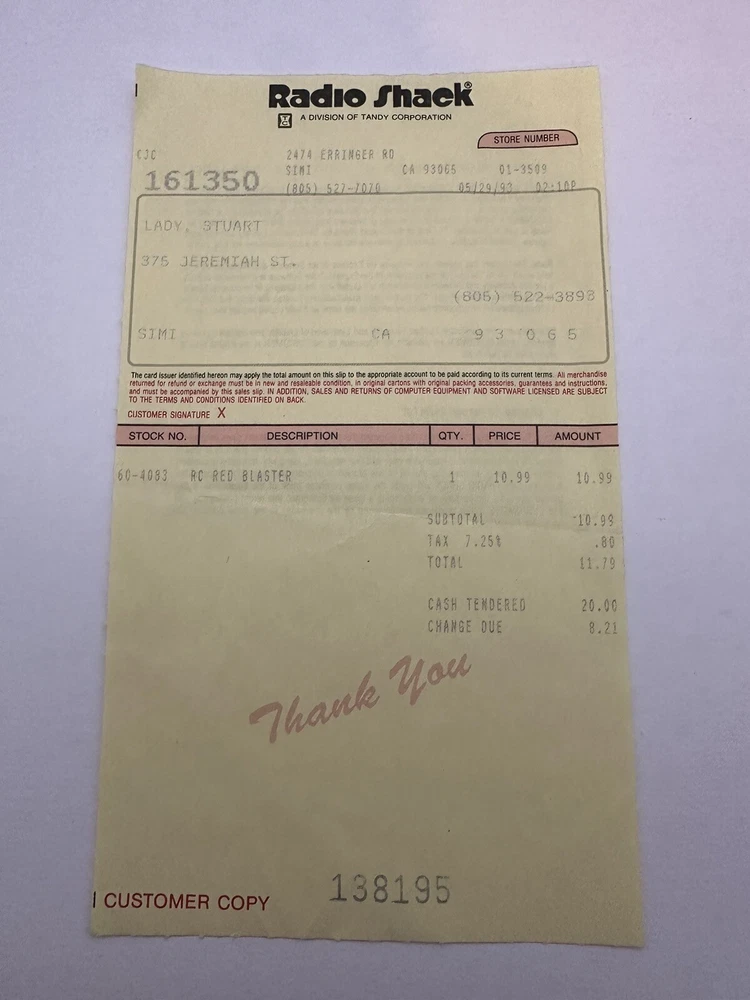 Radio Shack®
TC A DIVISION OF TANDY CORPORATION
STORE NUMBER
CJC 2474 ERRINGER RD
161350 SIMI CA 93065 01-3509
(805) 527-7070 05/29/93 02:10P
LADY, STUART
375 JEREMIAH ST.
(805) 522-3893
SIMI CA 93065
The card issuer identified hereon may apply the total amount on this slip to the appropriate account to be paid according to its current terms. All merchandise
returned for refund or exchange must be in new and resaleable condition, in original cartons with original packing accessories, guarantees and instructions,
and must be accompanied by this sales slip. IN ADDITION, SALES AND RETURNS OF COMPUTER EQUIPMENT AND SOFTWARE LICENSED ARE SUBJECT
TO THE TERMS AND CONDITIONS IDENTIFIED ON BACK.
CUSTOMER SIGNATURE X
STOCK NO. DESCRIPTION QTY. PRICE AMOUNT
60-4083 RC RED BLASTER 1 10.99 10.99
SUBTOTAL 10.99
TAX 7.25% .80
TOTAL 11.79
CASH TENDERED 20.00
CHANGE DUE 8.21
Thank You
CUSTOMER COPY 138195